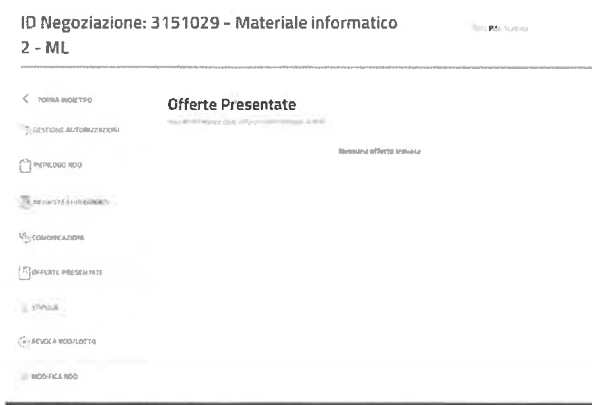 ID Negoziazione: 3151029 - Materiale informatico
2 - ML
TORNA INDIETRO
Offerte Presentate
GESTIONE AUTORIZZAZIONI
Nessuna offerta trovata
RIEPILOGO RDO
COMUNICAZIONI
OFFERTE PRESENTATE
STIPULA
REVOCA RDO/LOTTO
MODIFICA RDO